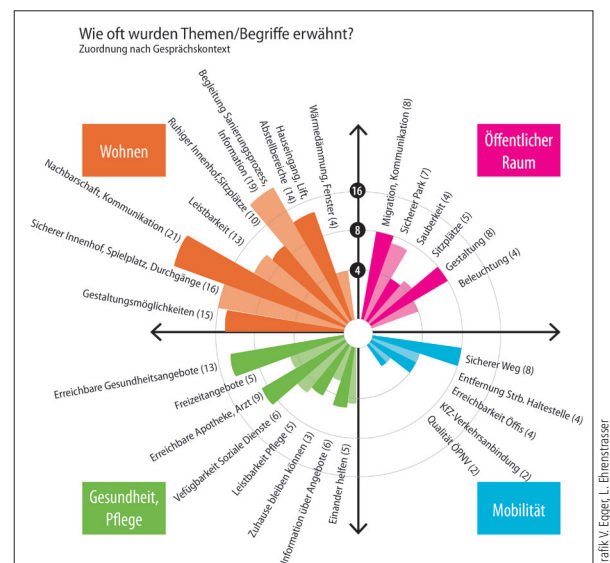 Wie oft wurden Themen/Begriffe erwähnt?
Zuordnung nach Gesprächskontext
Wohnen
Öffentlicher
Raum
Wärmedämmung, Fenster (4)
Hauseingang, Lift,
Abstellbereiche (14)
Begleitung Sanierungsprozess,
Information (19)
Ruhiger Innenhof,Sitzplätze (10)
Leistbarkeit (13)
Nachbarschaft, Kommunikation (21)
Sicherer Innenhof, Spielplatz, Durchgänge (16)
Gestaltungsmöglichkeiten (15)
16
8
4
Migration, Kommunikation (8)
Sicherer Park (7)
Sauberkeit (4)
Sitzplätze (5)
Gestaltung (8)
Beleuchtung (4)
Erreichbare Gesundheitsangebote (13)
Freizeitangebote (5)
Erreichbare Apotheke, Arzt (9)
Vefügbarkeit Soziale Dienste (6)
Leistbarkeit Pflege (5)
Zuhause bleiben können (3)
Information über Angebote (6)
Einander helfen (5)
Sicherer Weg (8)
Entfernung Strb. Haltestelle (4)
Erreichbarkeit Öffis (4)
KfZ-Verkehrsanbindung (2)
Qualität ÖPNV (2)
Gesundheit,
Pflege
Mobilität
rafik V. Egger, L. Ehrenstrasser